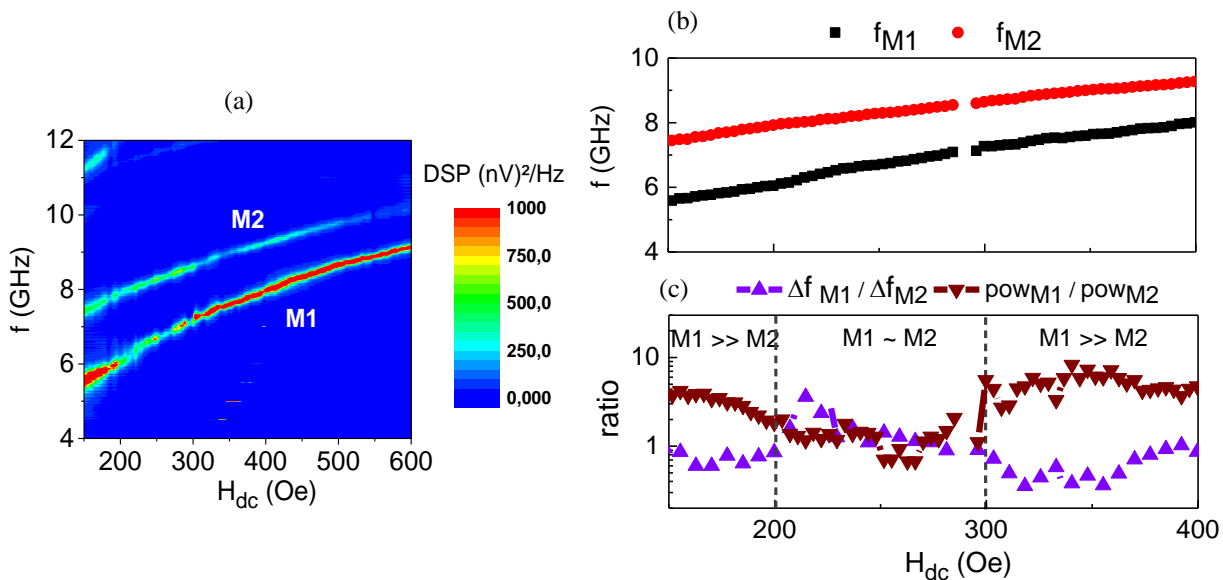 (a)
12
10
8
6
4
f (GHz)
M2
M1
200 300 400 500 600
H_dc (Oe)
DSP (nV)²/Hz
1000
750,0
500,0
250,0
0,000
(b)
f_M1 f_M2
10
8
6
4
f (GHz)
(c)
Δf_M1 / Δf_M2 pow_M1 / pow_M2
M1 >> M2 M1 ~ M2 M1 >> M2
10
1
ratio
200 300 400
H_dc (Oe)